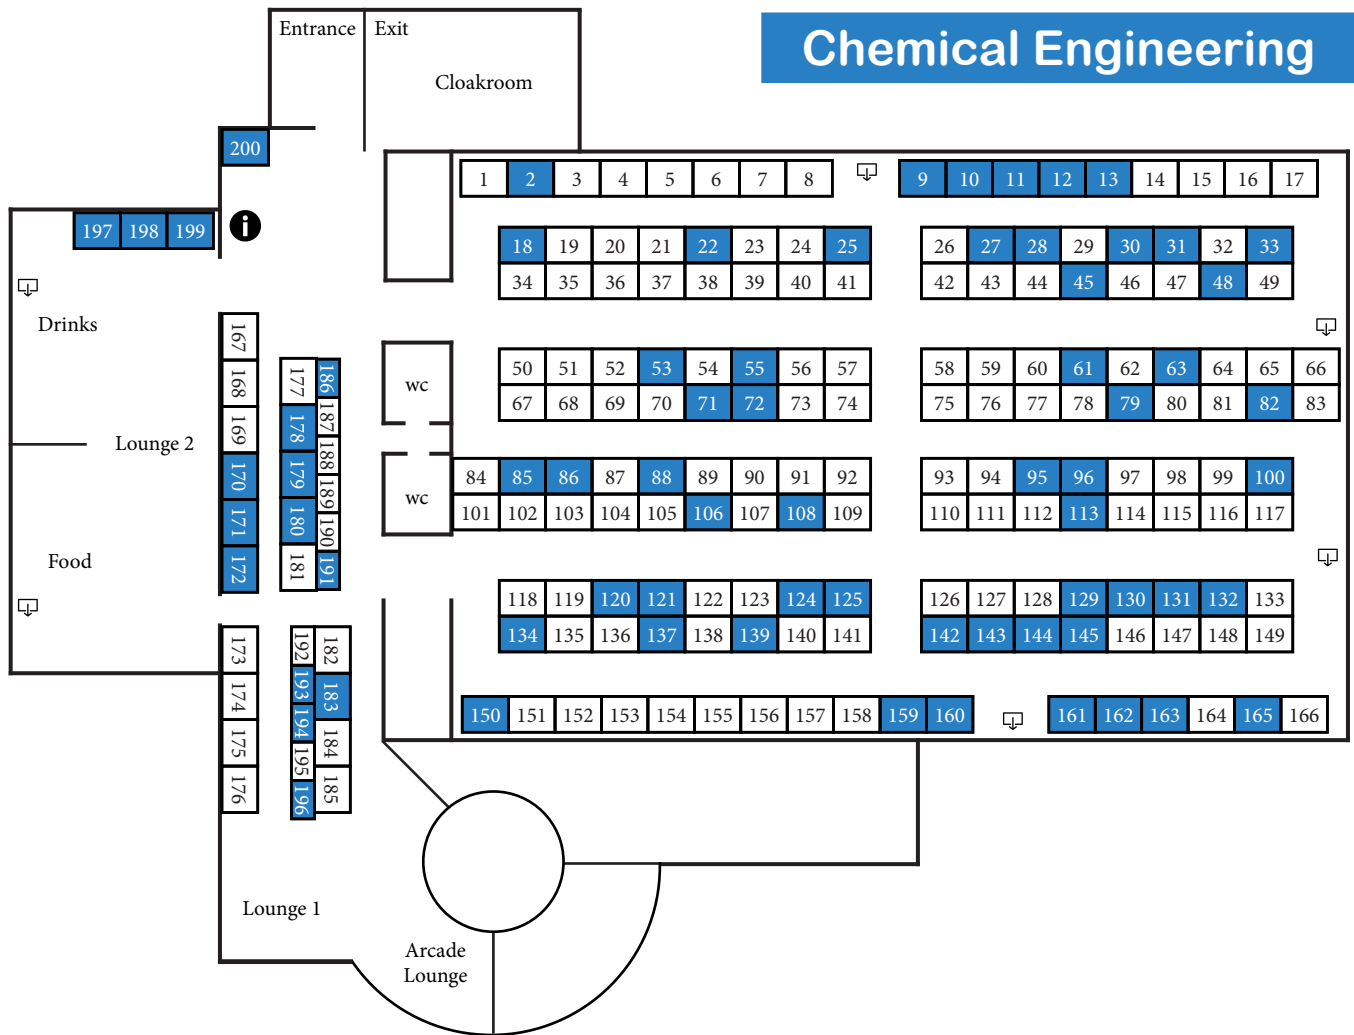 Entrance Exit
Chemical Engineering
Cloakroom
200
1 2 3 4 5 6 7 8 9 10 11 12 13 14 15 16 17
197 198 199 i
18 19 20 21 22 23 24 25 26 27 28 29 30 31 32 33
34 35 36 37 38 39 40 41 42 43 44 45 46 47 48 49
Drinks
50 51 52 53 54 55 56 57 58 59 60 61 62 63 64 65 66
67 68 69 70 71 72 73 74 75 76 77 78 79 80 81 82 83
wc
167
168
169
170
171
172
177
178
179
180
181
186
187
188
189
190
191
Lounge 2
84 85 86 87 88 89 90 91 92 93 94 95 96 97 98 99 100
101 102 103 104 105 106 107 108 109 110 111 112 113 114 115 116 117
wc
Food
118 119 120 121 122 123 124 125 126 127 128 129 130 131 132 133
134 135 136 137 138 139 140 141 142 143 144 145 146 147 148 149
173
174
175
176
192
193
194
195
196
182
183
184
185
150 151 152 153 154 155 156 157 158 159 160 161 162 163 164 165 166
Lounge 1
Arcade
Lounge